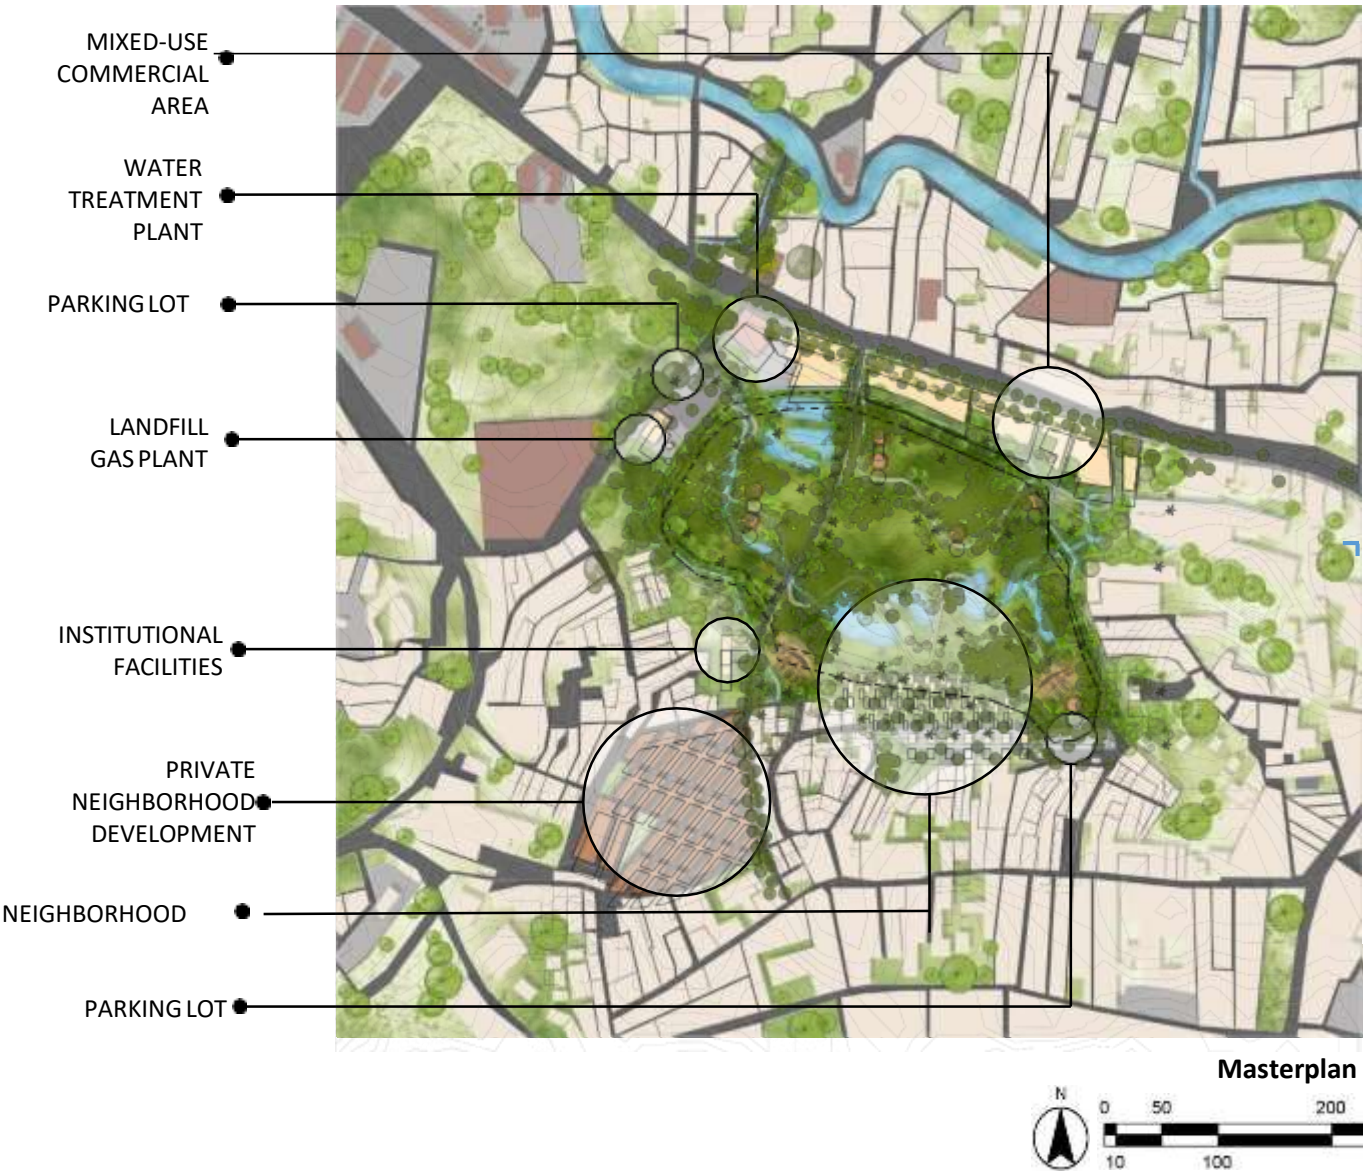 MIXED-USE
COMMERCIAL
AREA
WATER
TREATMENT
PLANT
PARKING LOT
LANDFILL
GAS PLANT
INSTITUTIONAL
FACILITIES
PRIVATE
NEIGHBORHOOD
DEVELOPMENT
NEIGHBORHOOD
PARKING LOT
Masterplan
N
0 50 200
10 100